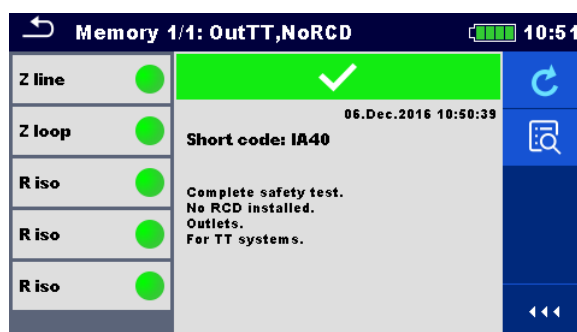 Memory 1/1: OutTT,NoRCD 10:51
Z line
Z loop
R iso
R iso
R iso
06.Dec.2016 10:50:39
Short code: IA40
Complete safety test.
No RCD installed.
Outlets.
For TT systems.